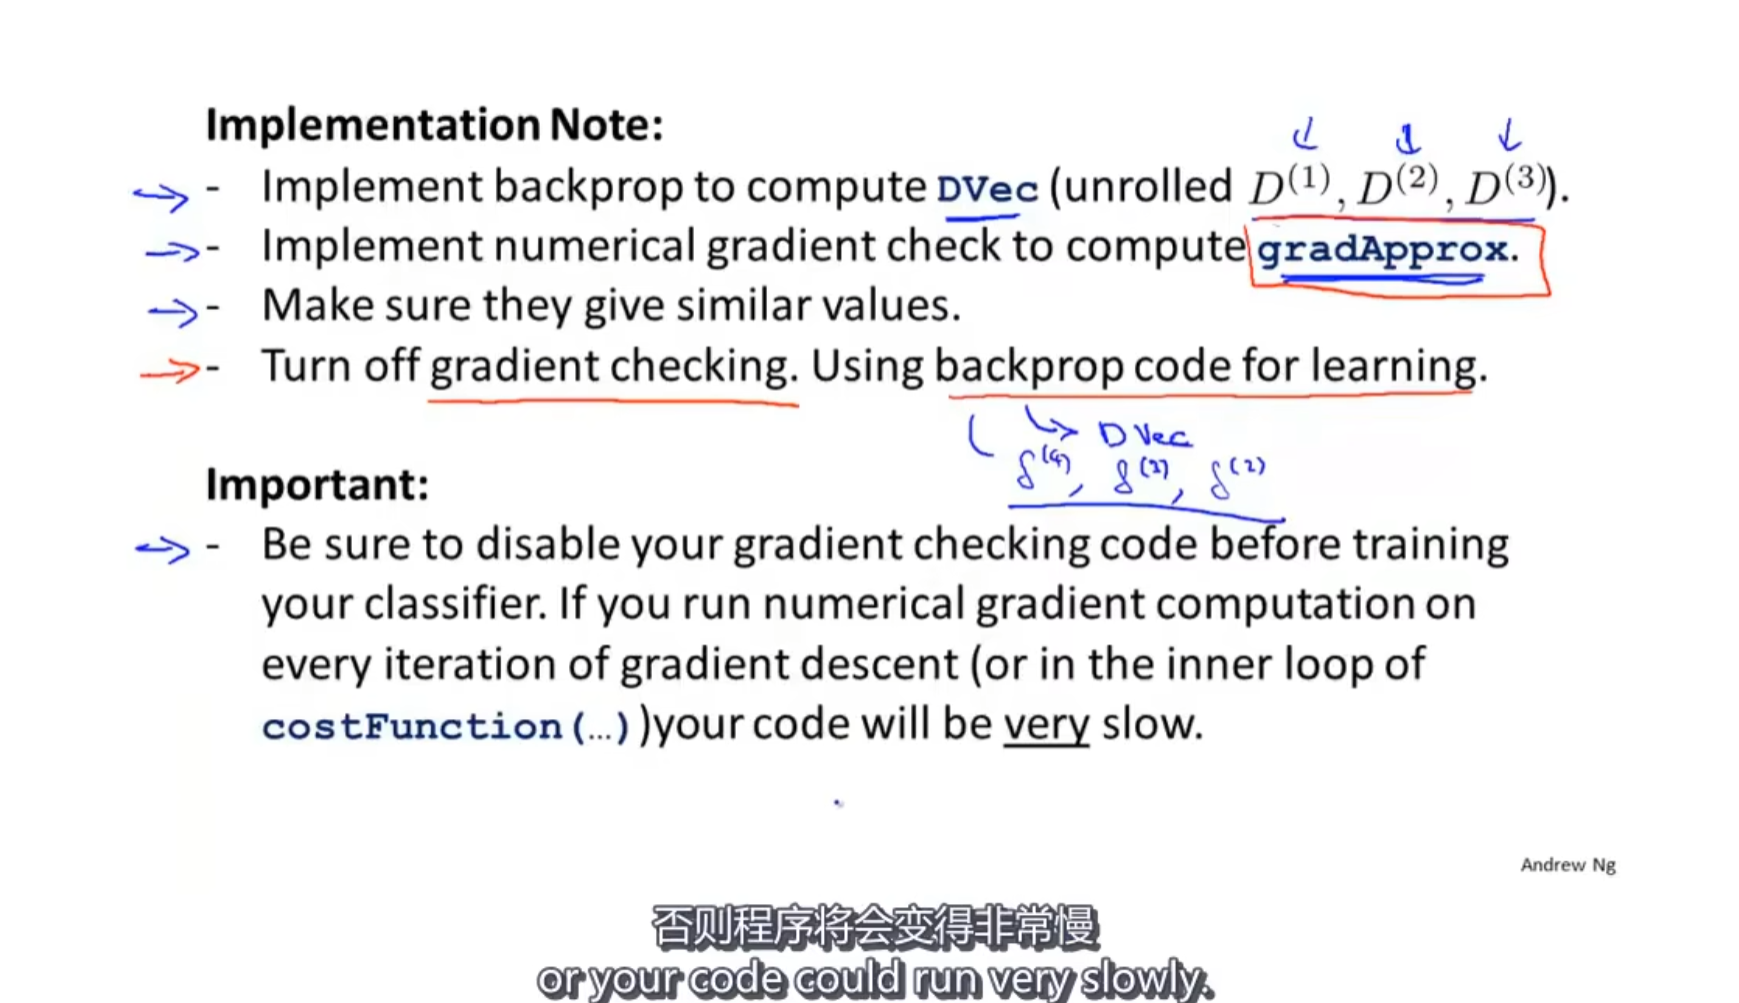 Implementation Note:
- Implement backprop to compute DVec (unrolled D(1), D(2), D(3)).
- Implement numerical gradient check to compute gradApprox.
- Make sure they give similar values.
- Turn off gradient checking. Using backprop code for learning.
DVec
δ(4), δ(3), δ(2)
Important:
- Be sure to disable your gradient checking code before training
your classifier. If you run numerical gradient computation on
every iteration of gradient descent (or in the inner loop of
costFunction(…))your code will be very slow.
Andrew Ng
否则程序将会变得非常慢
or your code could run very slowly.